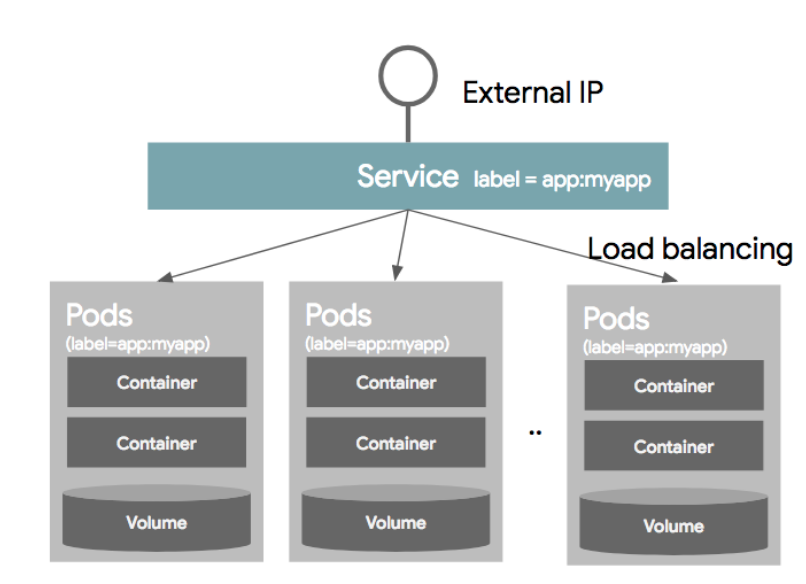 External IP
Service label = app:myapp
Load balancing
Pods
(label=app:myapp)
Container
Container
Volume
Pods
(label=app:myapp)
Container
Container
Volume
..
Pods
(label=app:myapp)
Container
Container
Volume